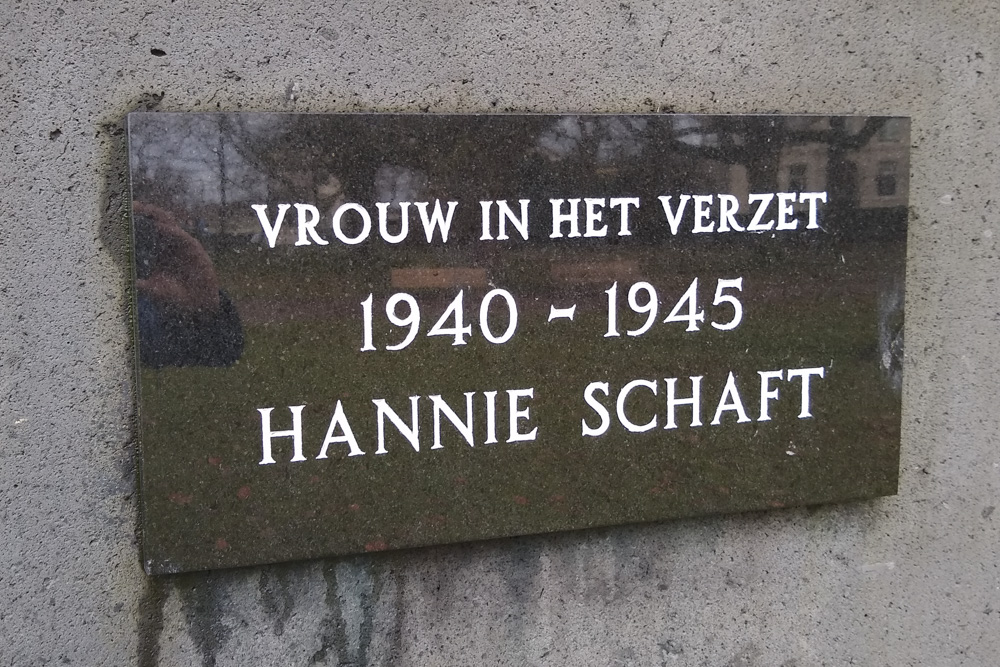 VROUW IN HET VERZET
1940 - 1945
HANNIE SCHAFT